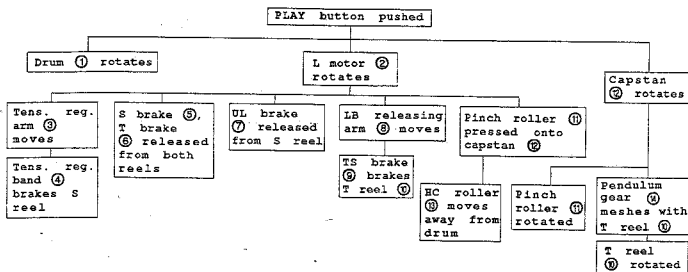 PLAY button pushed
Drum ① rotates
L motor ②
rotates
Capstan
⑫ rotates
Tens. reg.
arm ③
moves
S brake ⑤,
T brake
⑥ released
from both
reels
UL brake
⑦ released
from S reel
LB releasing
arm ⑧ moves
Pinch roller ⑪
pressed onto
capstan ⑫
Tens. reg.
band ④
brakes S
reel
TS brake
⑨ brakes
T reel ⑩
HC roller
⑬ moves
away from
drum
Pinch
roller ⑪
rotated
Pendulum
gear ⑭
meshes with
T reel ⑩
T reel
⑩ rotated